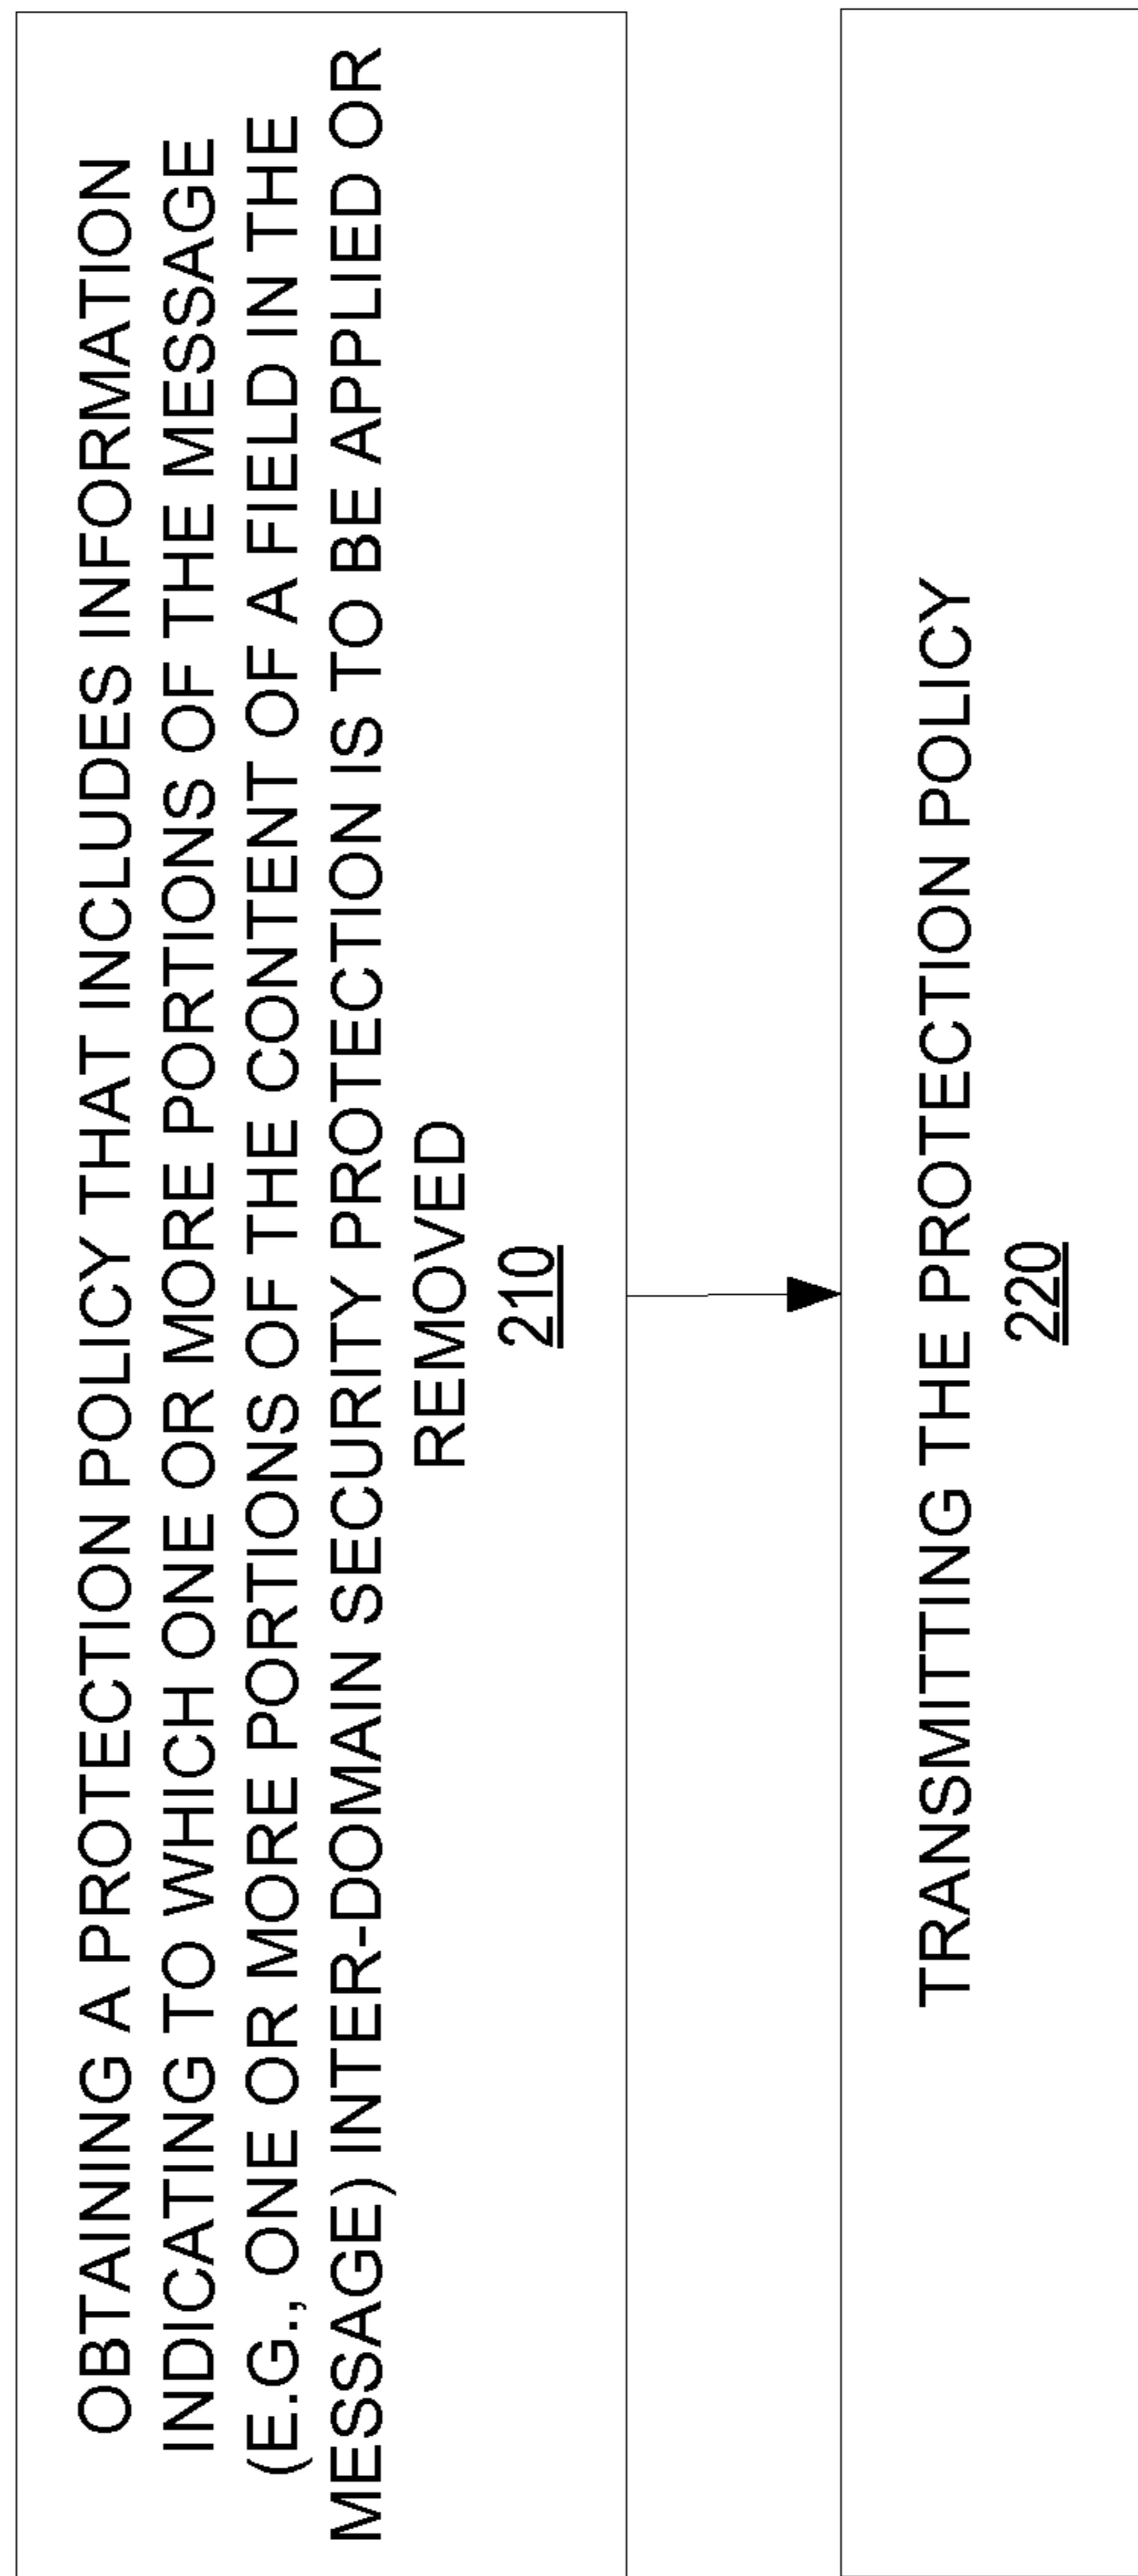 OBTAINING A PROTECTION POLICY THAT INCLUDES INFORMATION
INDICATING TO WHICH ONE OR MORE PORTIONS OF THE MESSAGE
(E.G., ONE OR MORE PORTIONS OF THE CONTENT OF A FIELD IN THE
MESSAGE) INTER-DOMAIN SECURITY PROTECTION IS TO BE APPLIED OR
REMOVED
210
TRANSMITTING THE PROTECTION POLICY
220